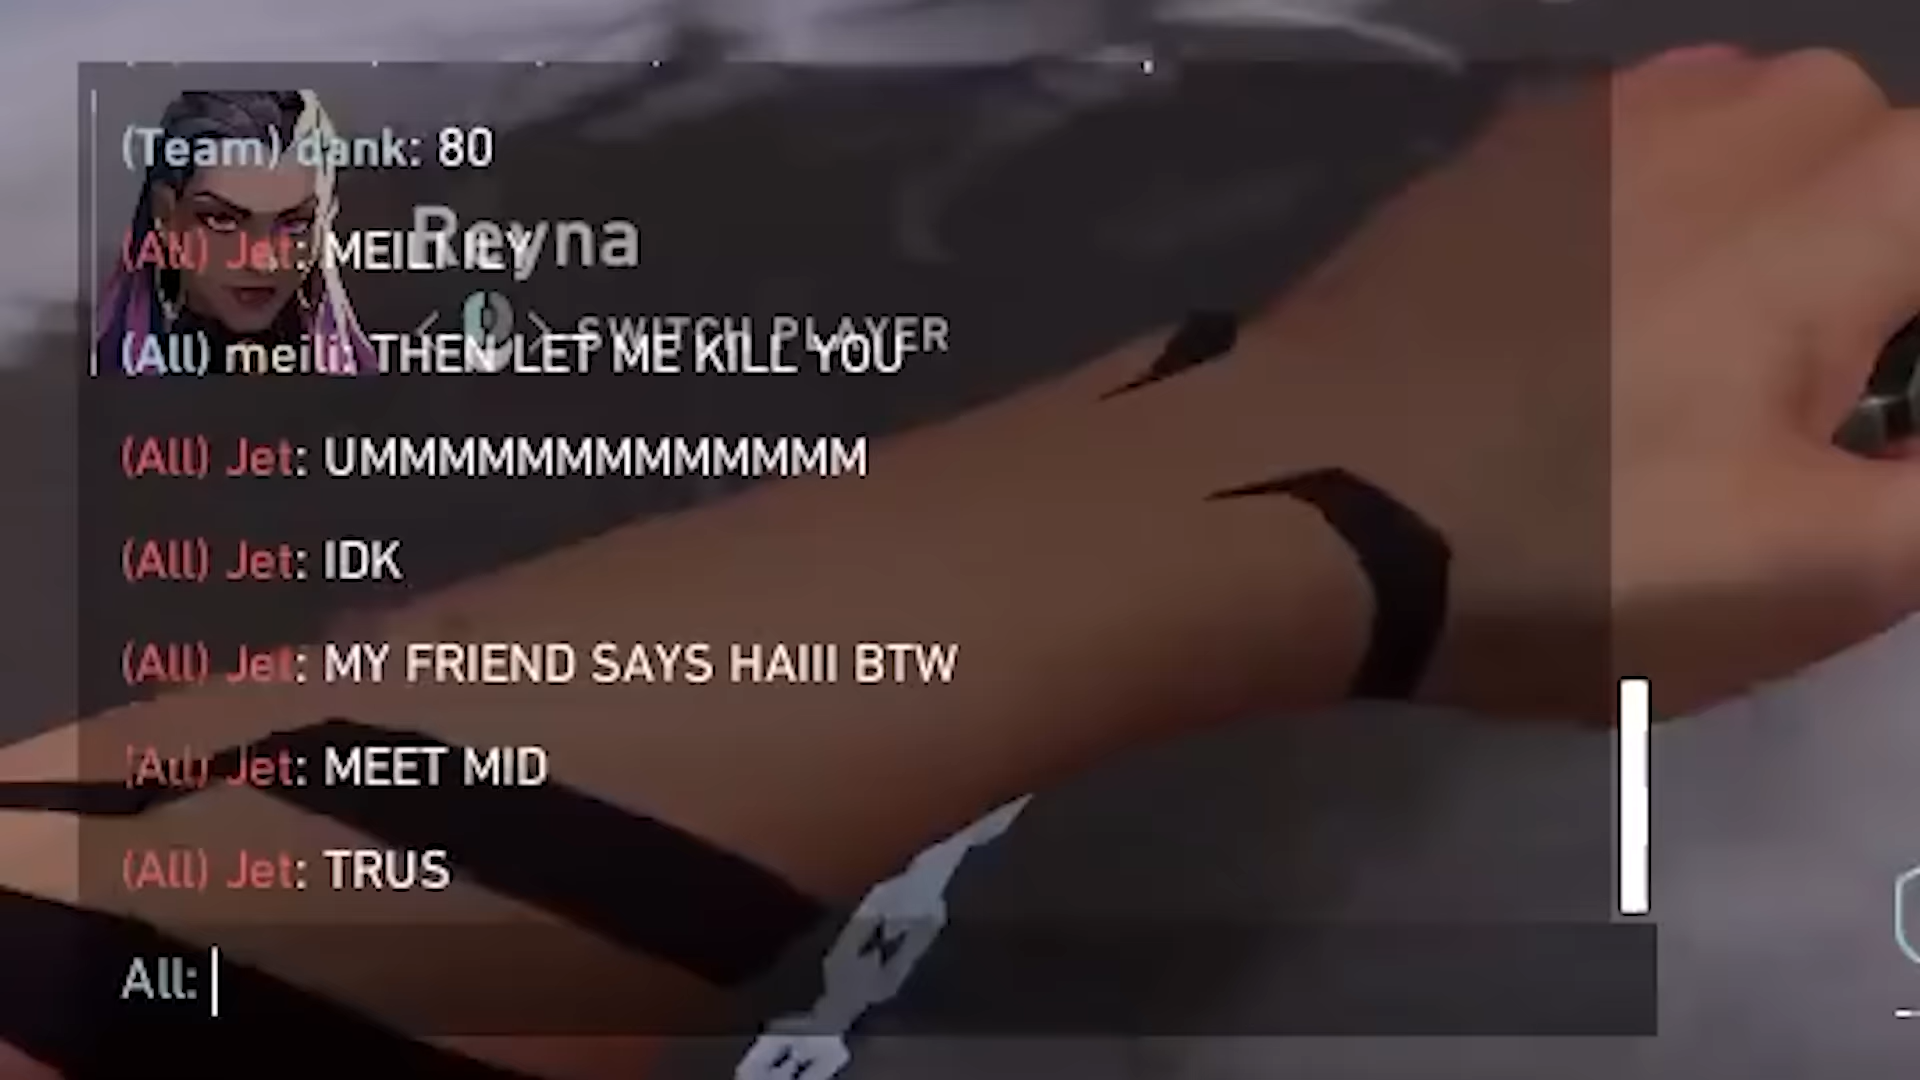 (Team) dank: 80
Reyna
(All) Jet: MEILI ILY
< > SWITCH PLAYER
(All) meili: THEN LET ME KILL YOU
(All) Jet: UMMMMMMMMMMMMMM
(All) Jet: IDK
(All) Jet: MY FRIEND SAYS HAIII BTW
(All) Jet: MEET MID
(All) Jet: TRUS
All: